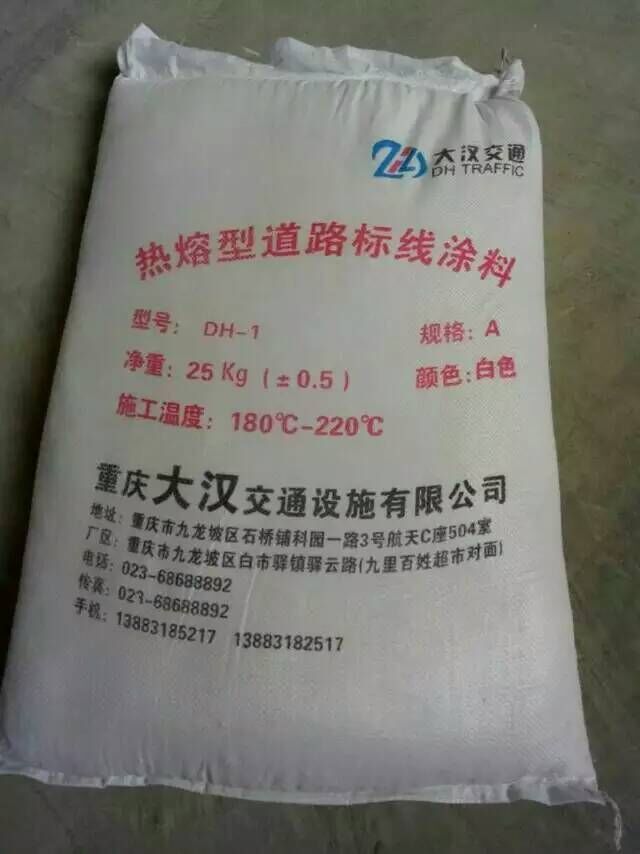 大汉交通
DH TRAFFIC
热熔型道路标线涂料
型号: DH-1 规格: A
净重: 25 Kg (±0.5) 颜色: 白色
施工温度: 180℃-220℃
重庆大汉交通设施有限公司
地址: 重庆市九龙坡区石桥铺科园一路3号航天C座504室
厂区: 重庆市九龙坡区白市驿镇驿云路(九里百姓超市对面)
电话: 023-68688892
传真: 023-68688892
手机: 13883185217 13883182517